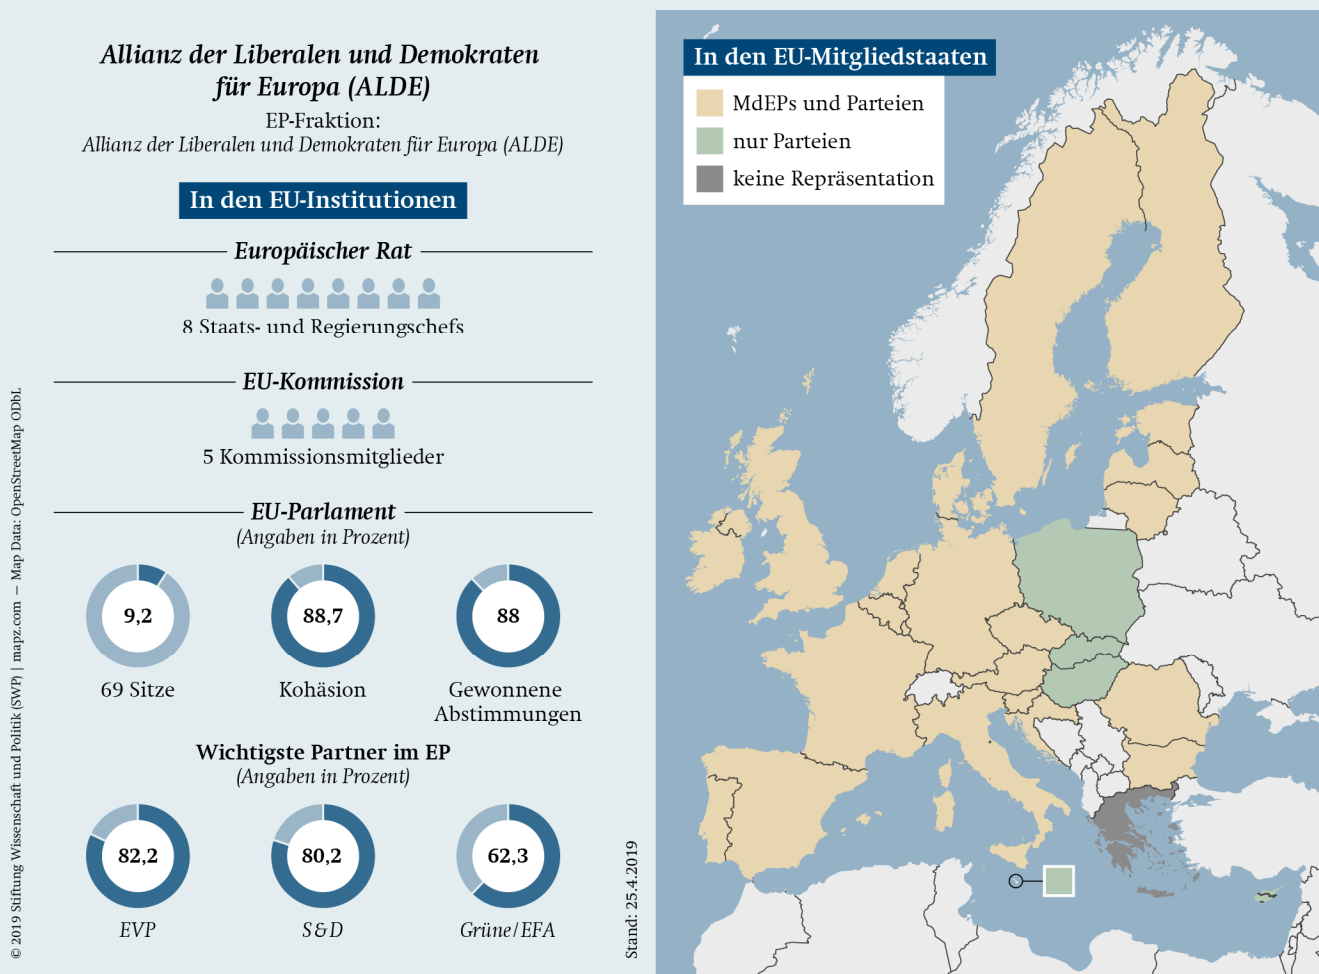 Allianz der Liberalen und Demokraten
für Europa (ALDE)
EP-Fraktion:
Allianz der Liberalen und Demokraten für Europa (ALDE)
In den EU-Institutionen
Europäischer Rat
8 Staats- und Regierungschefs
EU-Kommission
5 Kommissionsmitglieder
EU-Parlament
(Angaben in Prozent)
9,2
88,7
88
69 Sitze
Kohäsion
Gewonnene
Abstimmungen
Wichtigste Partner im EP
(Angaben in Prozent)
82,2
80,2
62,3
EVP
S&D
Grüne/EFA
© 2019 Stiftung Wissenschaft und Politik (SWP) | mapz.com — Map Data: OpenStreetMap ODbL
Stand: 25.4.2019
In den EU-Mitgliedstaaten
MdEPs und Parteien
nur Parteien
keine Repräsentation